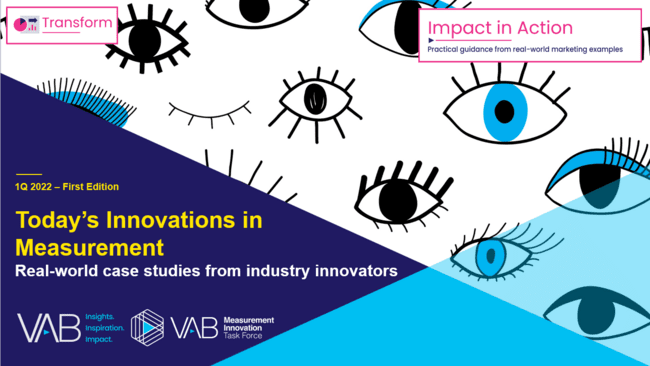 Transform
Impact in Action
Practical guidance from real-world marketing examples
1Q 2022 – First Edition
Today's Innovations in
Measurement
Real-world case studies from industry innovators
VAB
Insights.
Inspiration.
Impact.
VAB
Measurement
Innovation
Task Force